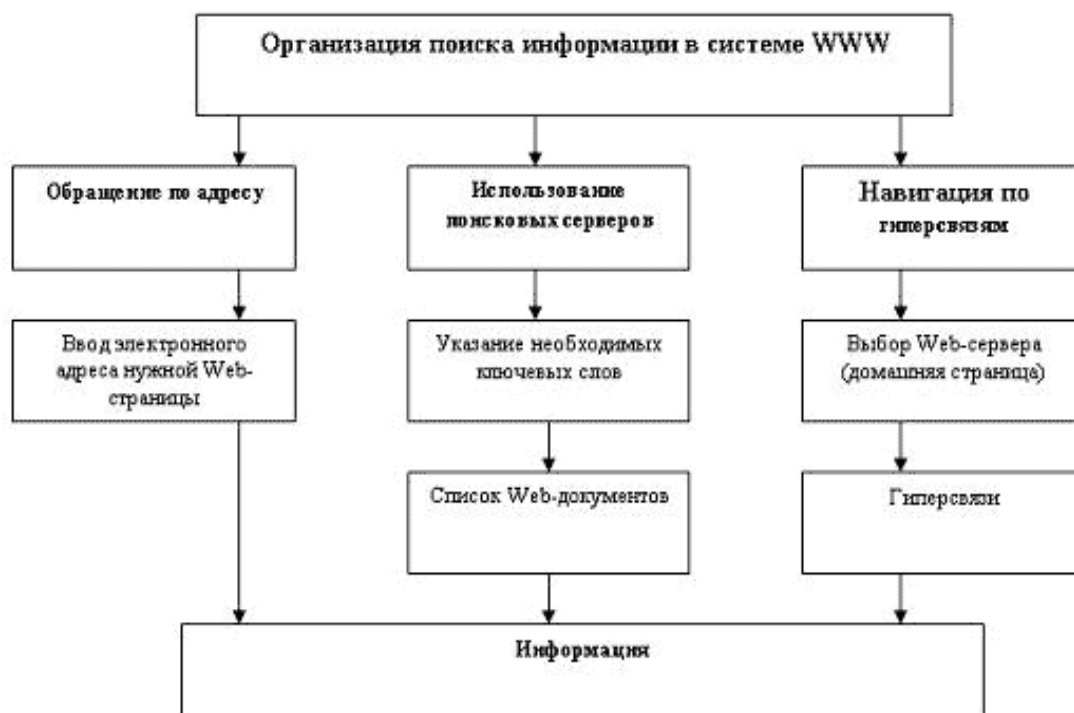 Организация поиска информации в системе WWW
Обращение по адресу
Использование
поисковых серверов
Навигация по
гиперсвязям
Ввод электронного
адреса нужной Web-
страницы
Указание необходимых
ключевых слов
Выбор Web-сервера
(домашняя страница)
Список Web-документов
Гиперсвязи
Информация